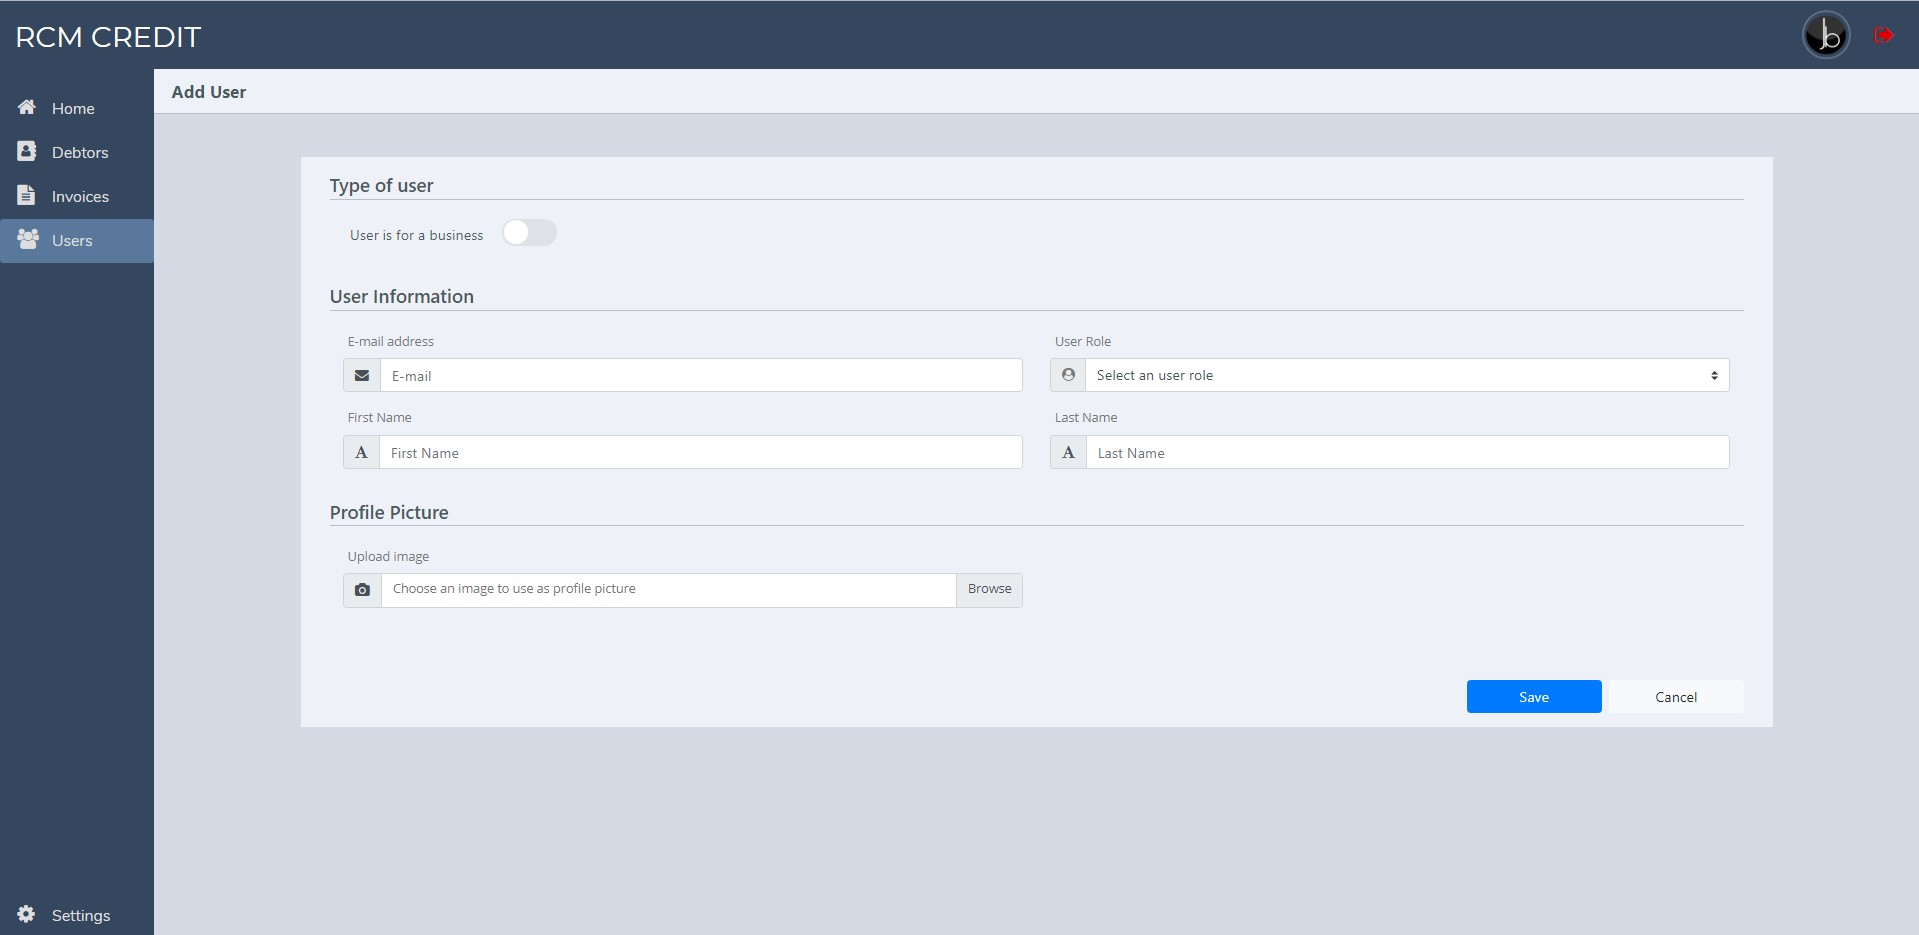 RCM CREDIT
jb
Home
Debtors
Invoices
Users
Settings
Add User
Type of user
User is for a business
User Information
E-mail address
User Role
E-mail
Select an user role
First Name
Last Name
A First Name
A Last Name
Profile Picture
Upload image
Choose an image to use as profile picture
Browse
Save
Cancel